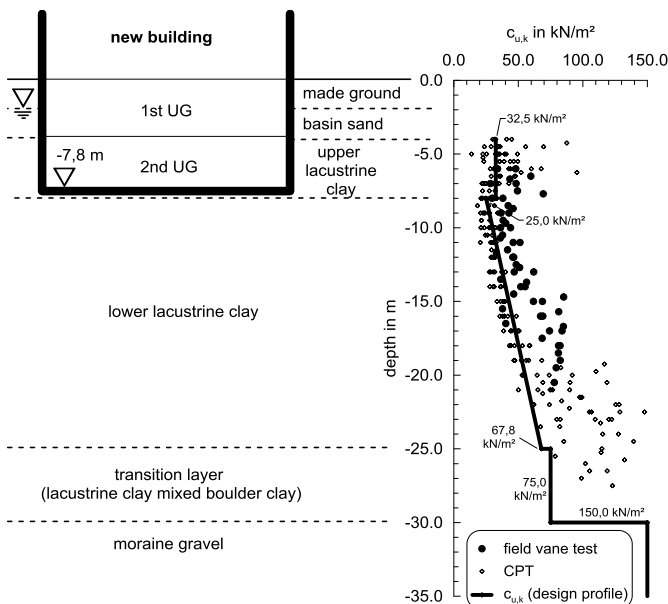 new building
made ground
1st UG
basin sand
-7,8 m
2nd UG
upper
lacustrine
clay
lower lacustrine clay
transition layer
(lacustrine clay mixed boulder clay)
moraine gravel
c_u,k in kN/m²
0.0 50.0 100.0 150.0
0.0
-5.0
-10.0
-15.0
-20.0
-25.0
-30.0
-35.0
depth in m
32,5 kN/m²
25,0 kN/m²
67,8
kN/m²
75,0
kN/m²
150,0 kN/m²
field vane test
CPT
c_u,k (design profile)